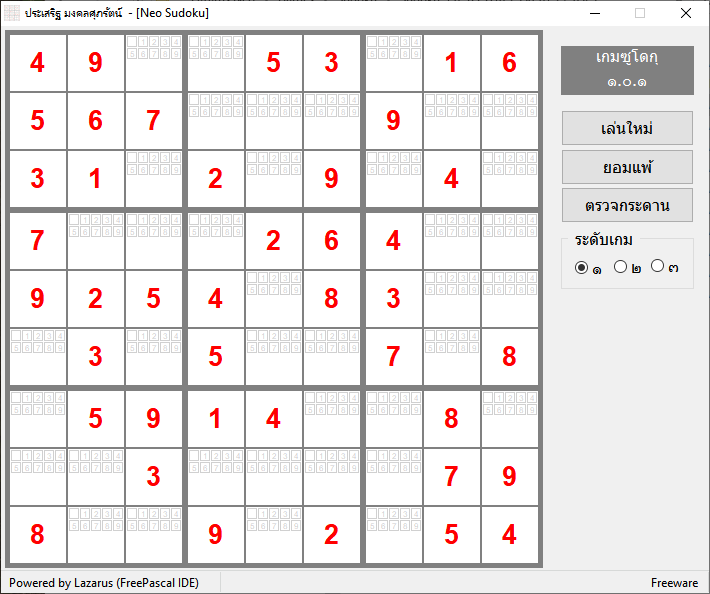 ประเสริฐ มงคลศุภรัตน์ - [Neo Sudoku]
เกมซูโดกุ
๑.๐.๑
เล่นใหม่
ยอมแพ้
ตรวจกระดาน
ระดับเกม
๑ ๒ ๓
4 9 5 3 1 6
5 6 7 9
3 1 2 9 4
7 2 6 4
9 2 5 4 8 3
3 5 7 8
5 9 1 4 8
3 7 9
8 9 2 5 4
Powered by Lazarus (FreePascal IDE)
Freeware